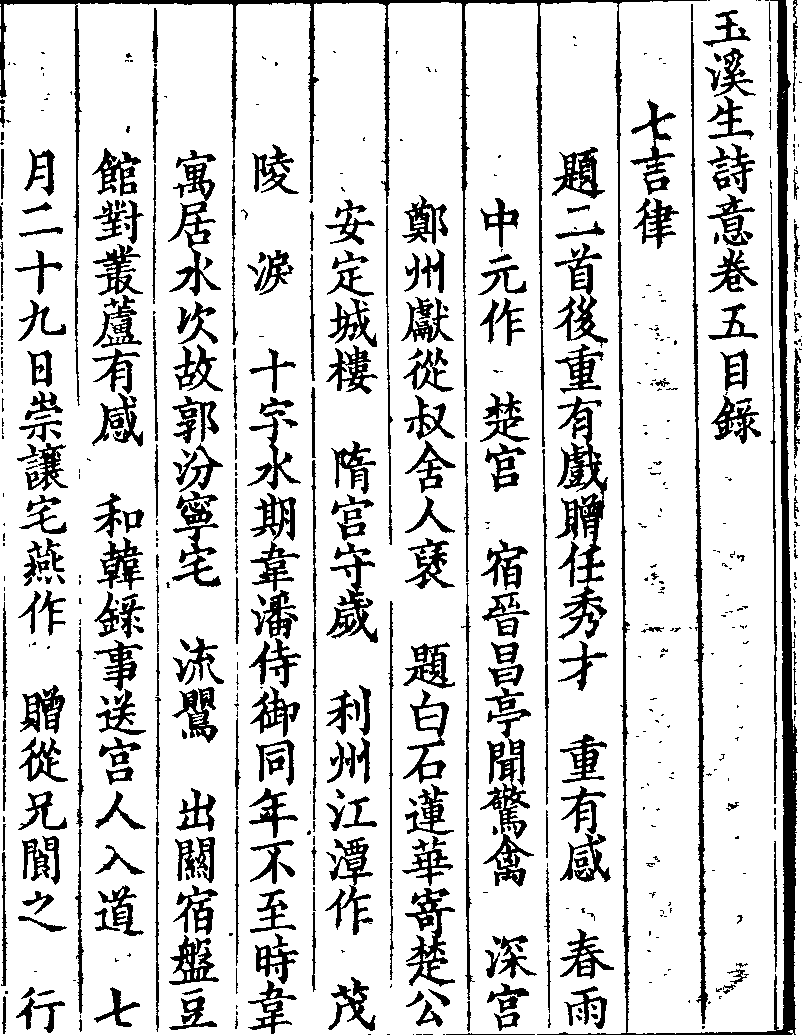 玉溪生詩意卷五目錄
七言律
題二首後重有戲贈任秀才　重有感　春雨
中元作　楚宮　宿晉昌亭聞驚禽　深宮
鄭州獻從叔舍人褎　題白石蓮華寄楚公
安定城樓　隋宮守歲　利州江潭作　茂
陵　淚　十字水期韋潘侍御同年不至時韋
寓居水次故郭汾寧宅　流鶯　出關宿盤豆
館對叢蘆有感　和韓錄事送宮人入道　七
月二十九日崇讓宅燕作　贈從兄閬之　行